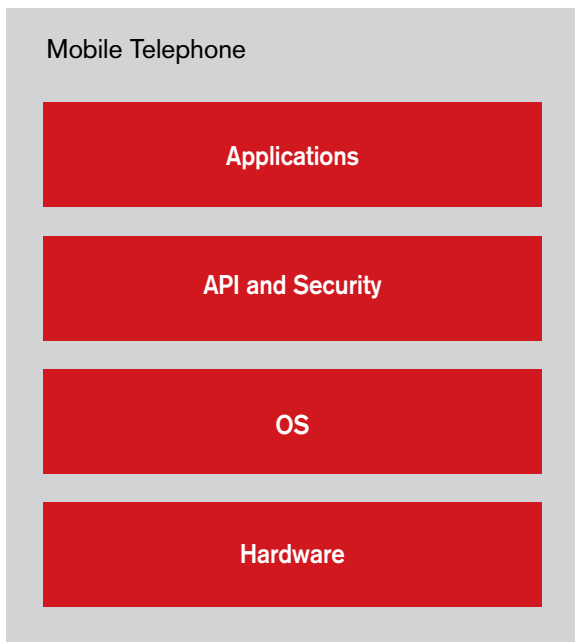 Mobile Telephone
Applications
API and Security
OS
Hardware